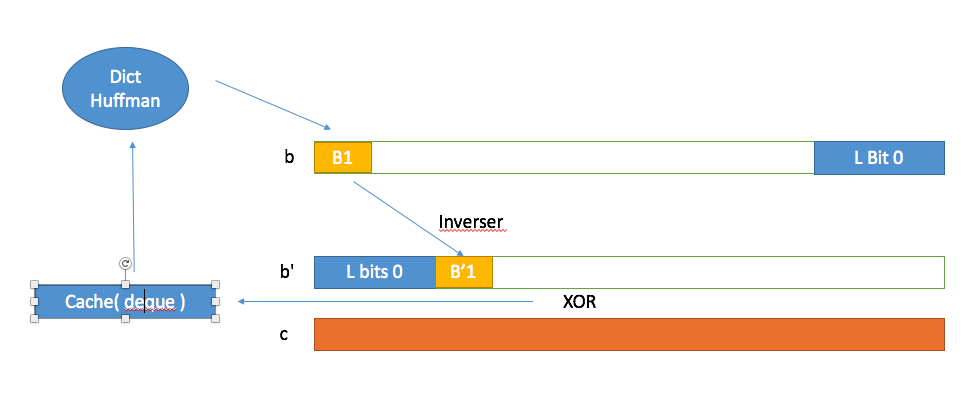 Dict
Huffman
b
B1
L Bit 0
Inverser
b'
L bits 0
B’1
Cache( deque )
XOR
c